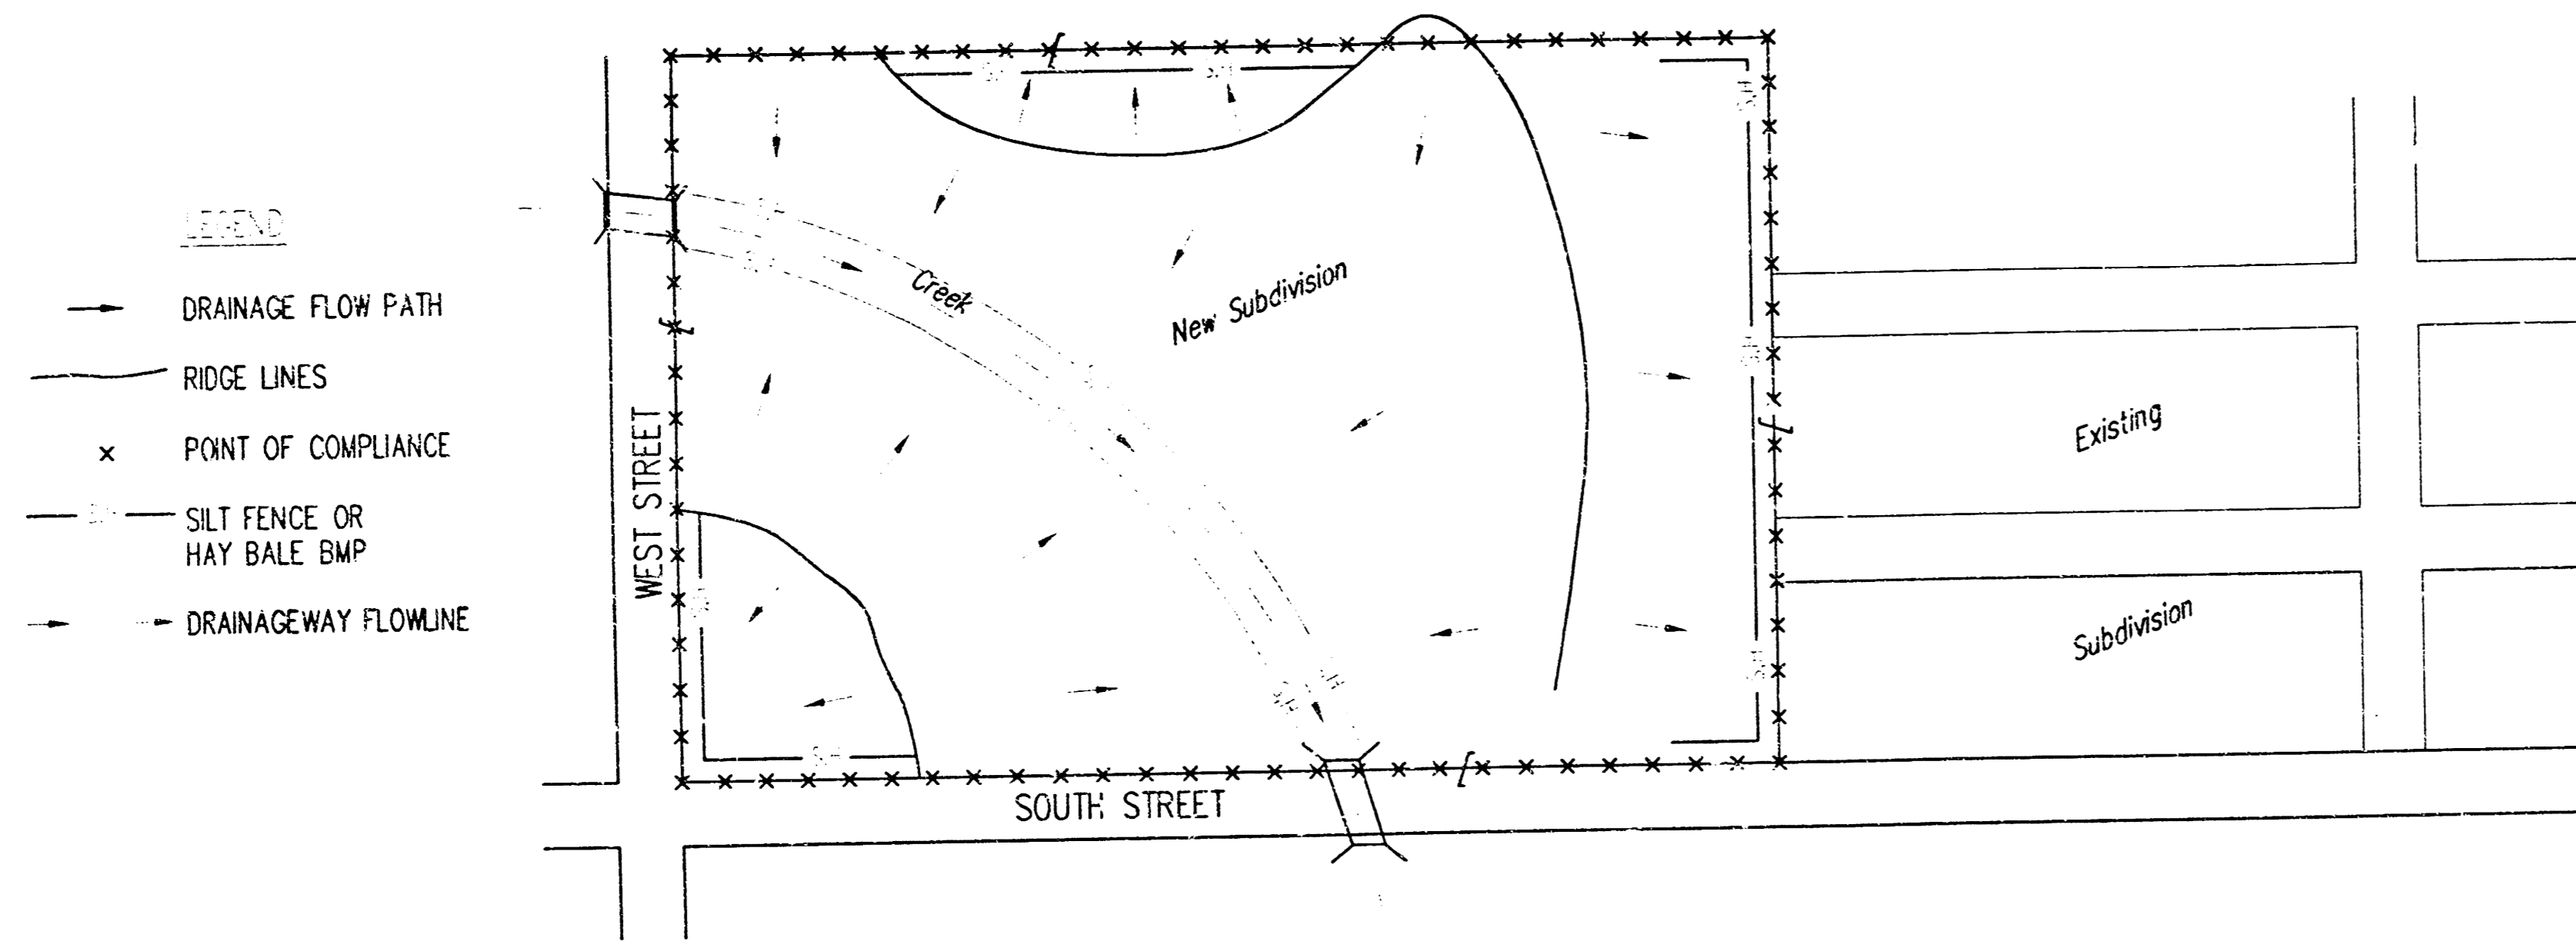 LEGEND
DRAINAGE FLOW PATH
RIDGE LINES
x POINT OF COMPLIANCE
SILT FENCE OR
HAY BALE BMP
DRAINAGEWAY FLOWLINE
WEST STREET
SOUTH STREET
Creek
New Subdivision
Existing
Subdivision